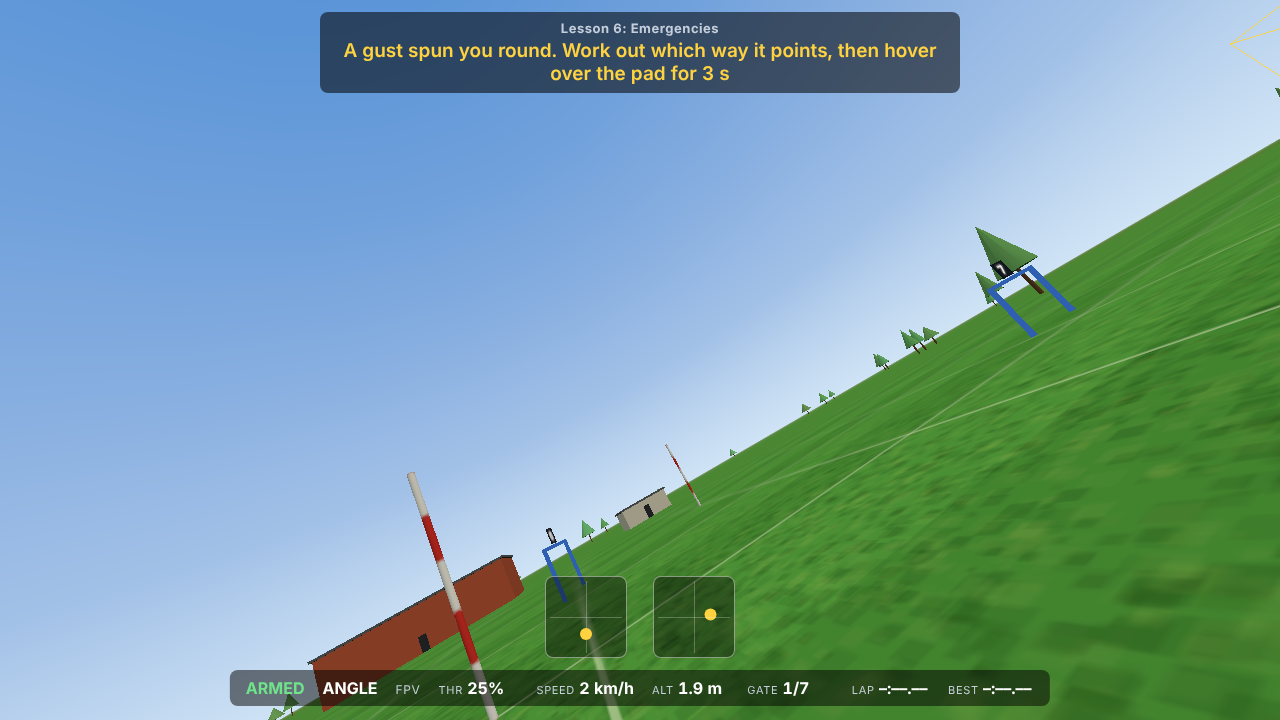 Lesson 6: Emergencies
A gust spun you round. Work out which way it points, then hover
over the pad for 3 s
ARMED ANGLE FPV THR 25% SPEED 2 km/h ALT 1.9 m GATE 1/7 LAP –:––.–– BEST –:––.––